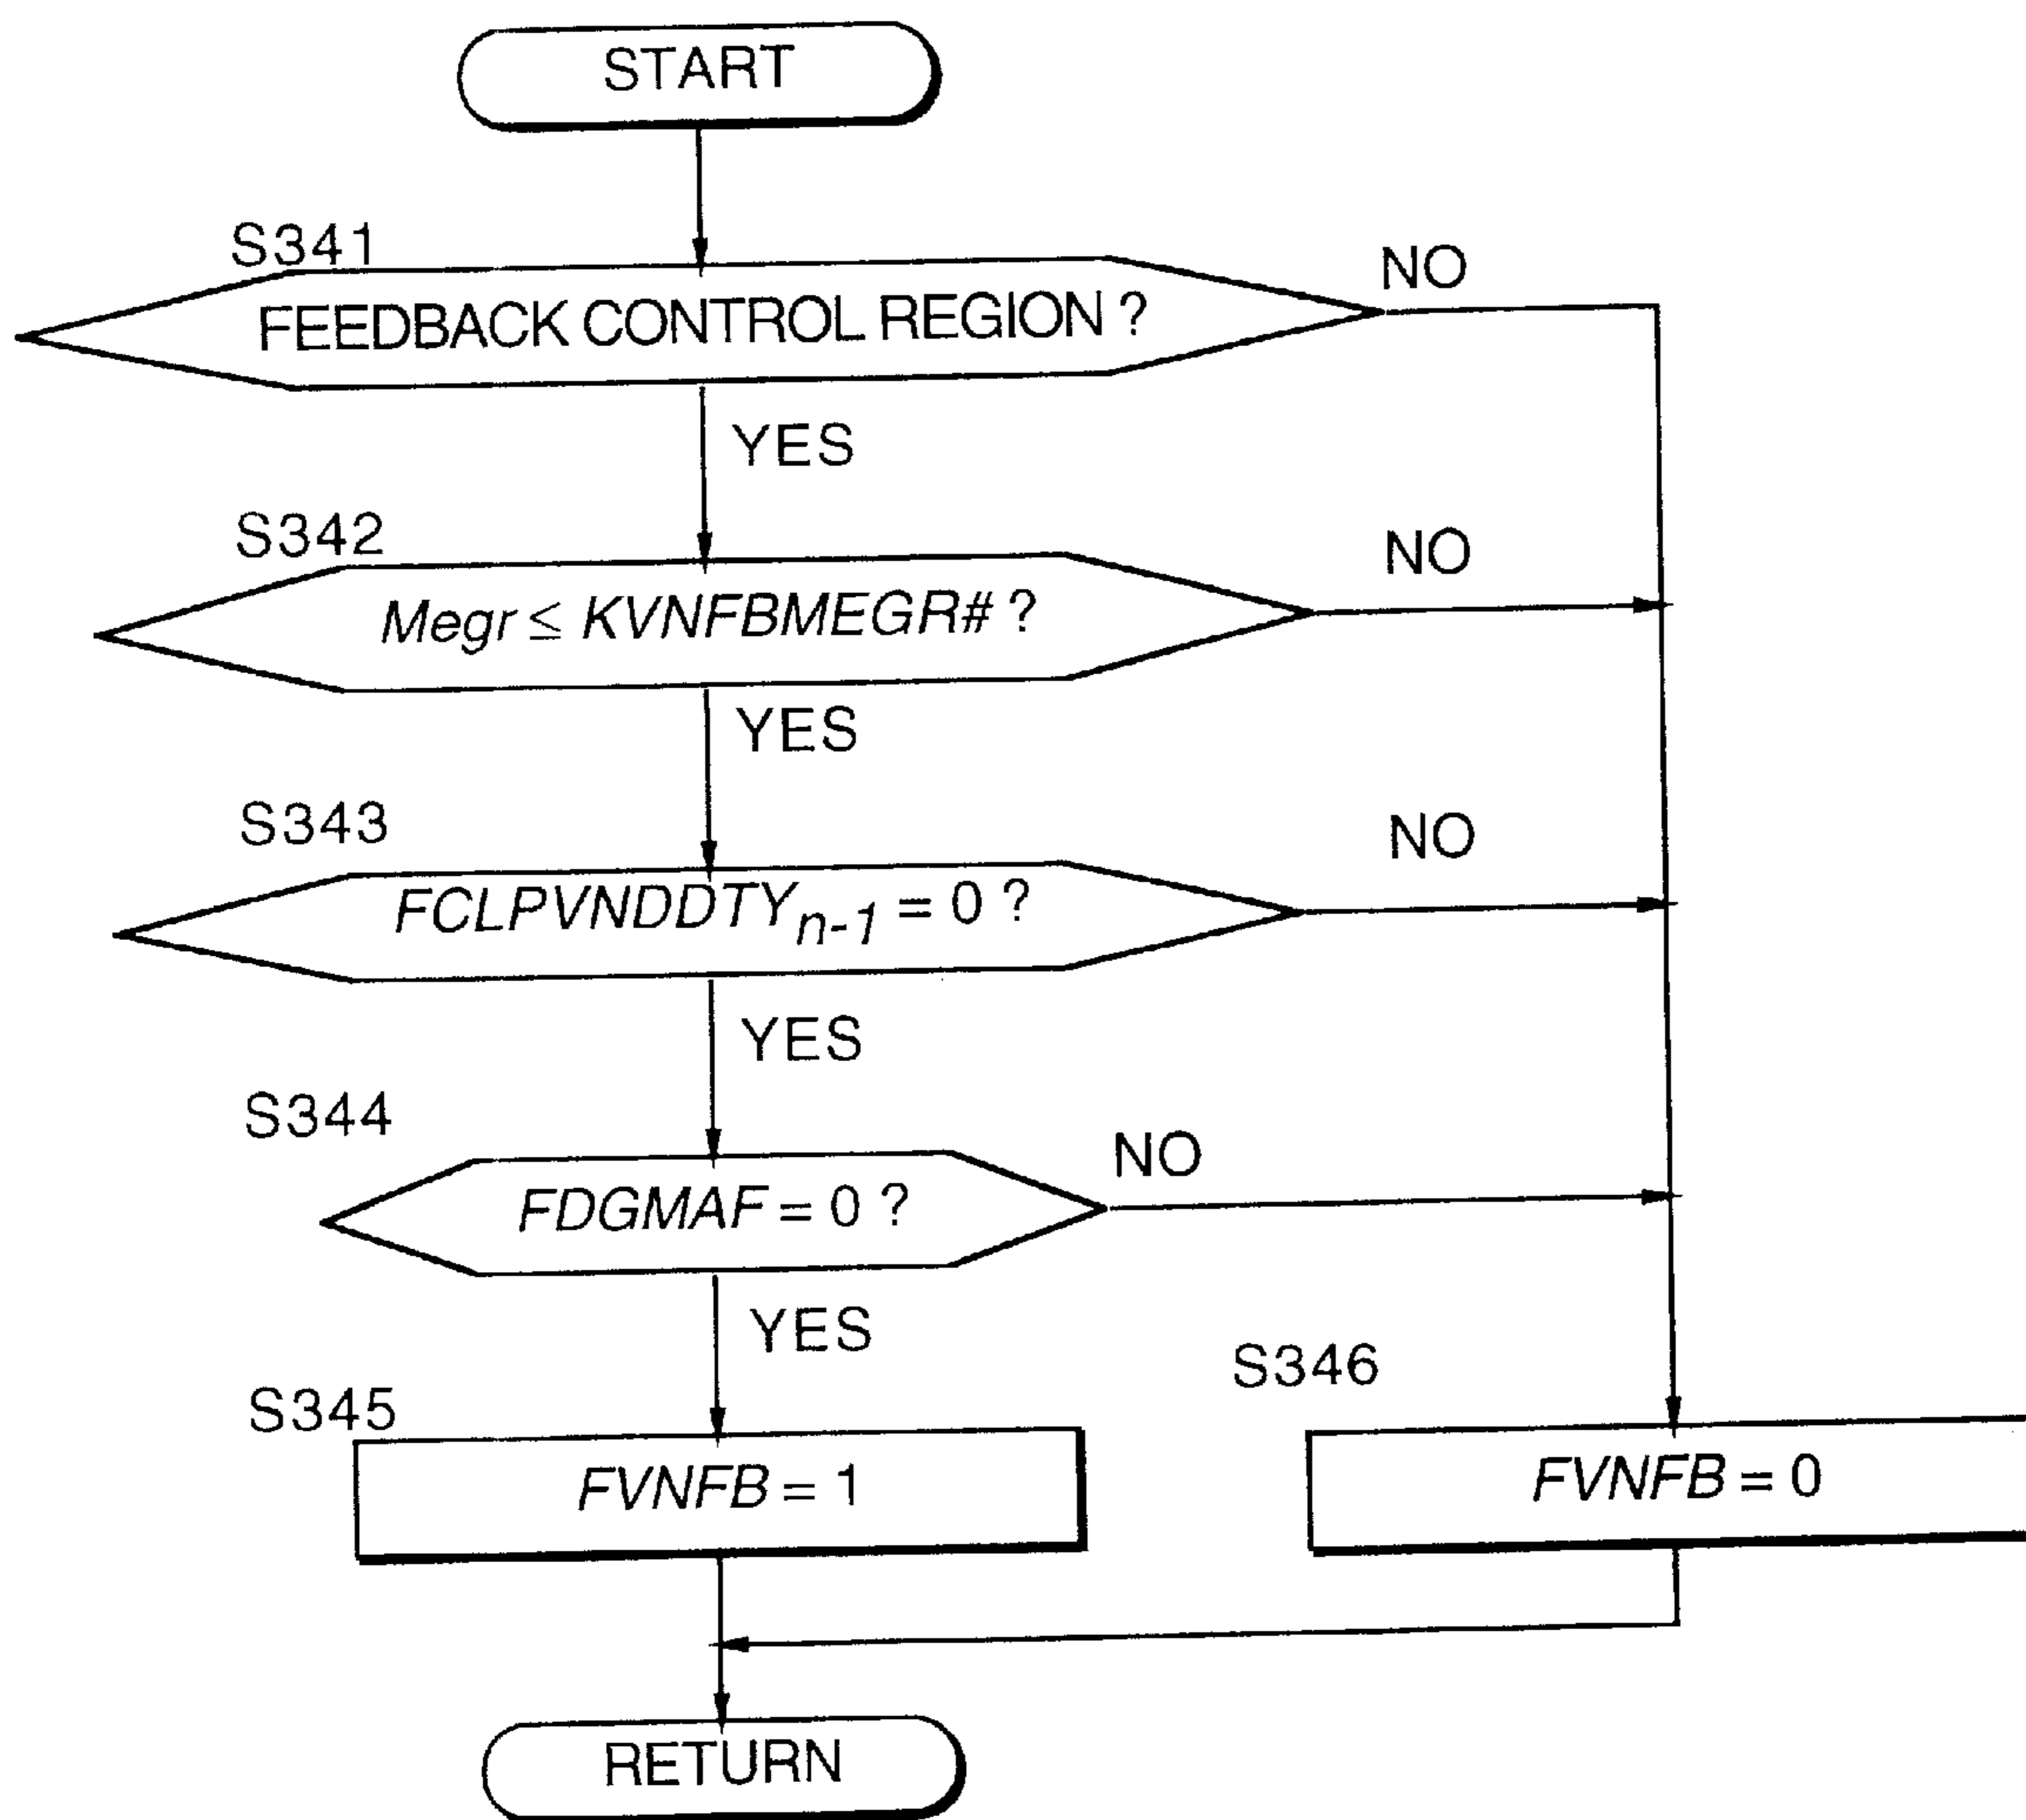 START
S341
FEEDBACK CONTROL REGION ?
NO
YES
S342
Megr ≤ KVNFBMEGR# ?
NO
YES
S343
FCLPVNDDTYn-1 = 0 ?
NO
YES
S344
FDGMAF = 0 ?
NO
YES
S345
FVNFB = 1
S346
FVNFB = 0
RETURN